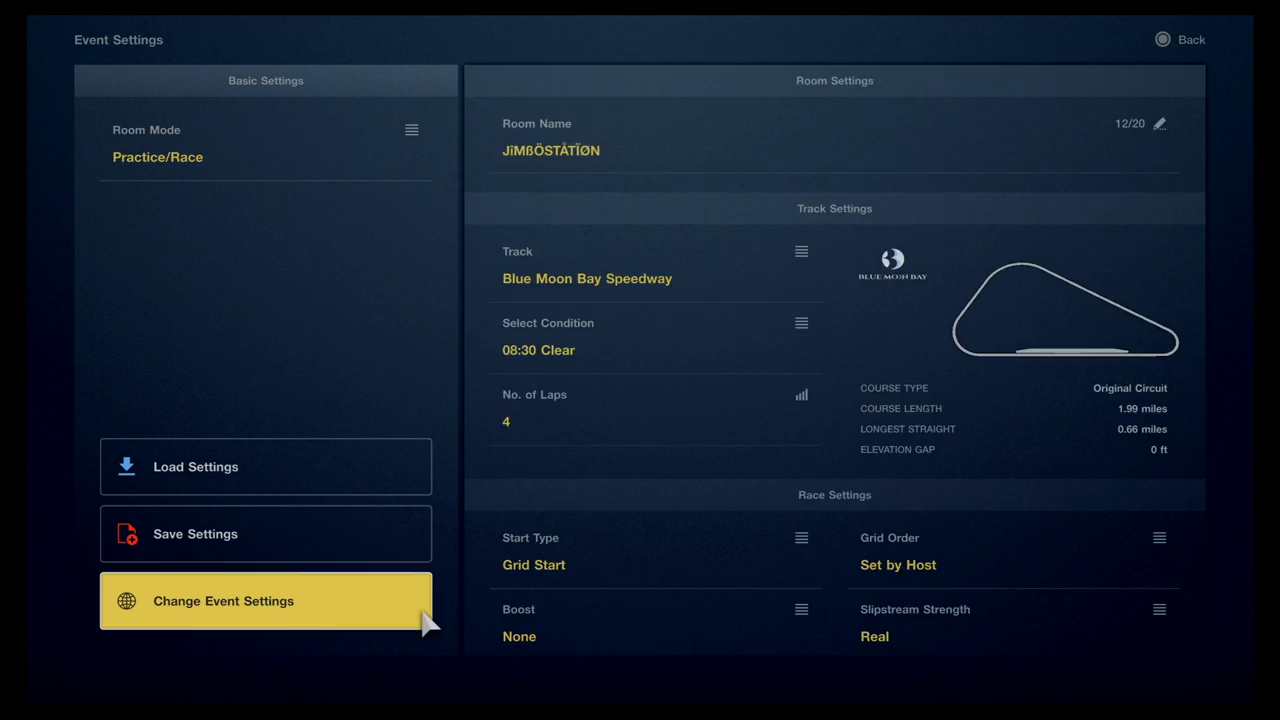 Event Settings
Back
Basic Settings
Room Mode
Practice/Race
Load Settings
Save Settings
Change Event Settings
Room Settings
Room Name
12/20
JïMßÖSTÅTÏØN
Track Settings
Track
Blue Moon Bay Speedway
Select Condition
08:30 Clear
No. of Laps
4
BLUE MOON BAY
COURSE TYPE Original Circuit
COURSE LENGTH 1.99 miles
LONGEST STRAIGHT 0.66 miles
ELEVATION GAP 0 ft
Race Settings
Start Type
Grid Start
Grid Order
Set by Host
Boost
None
Slipstream Strength
Real